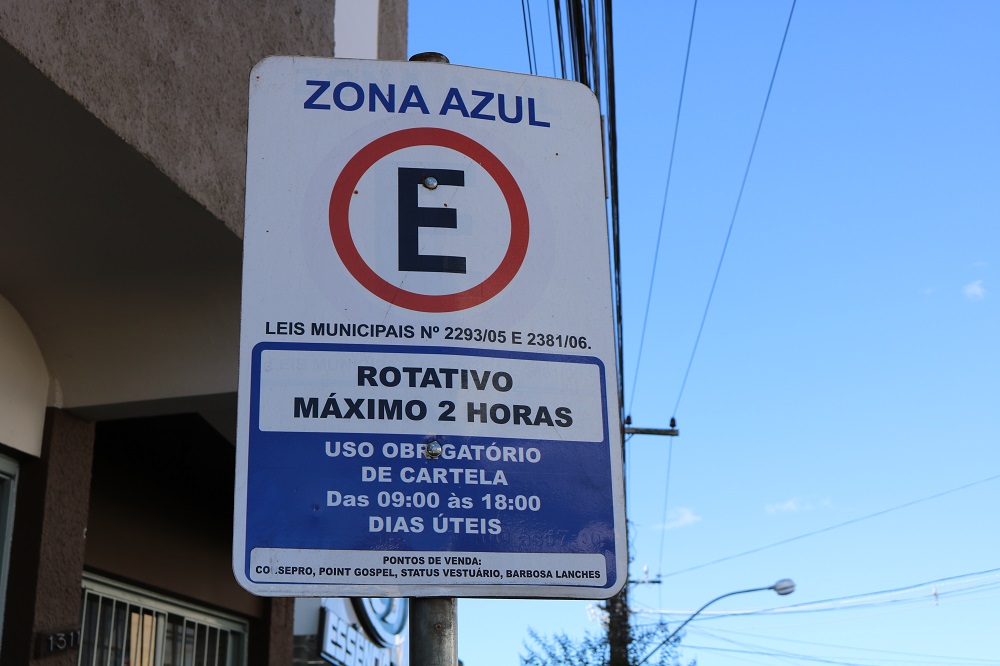 ZONA AZUL
E
LEIS MUNICIPAIS Nº 2293/05 E 2381/06.
ROTATIVO
MÁXIMO 2 HORAS
USO OBRIGATÓRIO
DE CARTELA
Das 09:00 às 18:00
DIAS ÚTEIS
PONTOS DE VENDA:
CONSEPRO, POINT GOSPEL, STATUS VESTUÁRIO, BARBOSA LANCHES
131